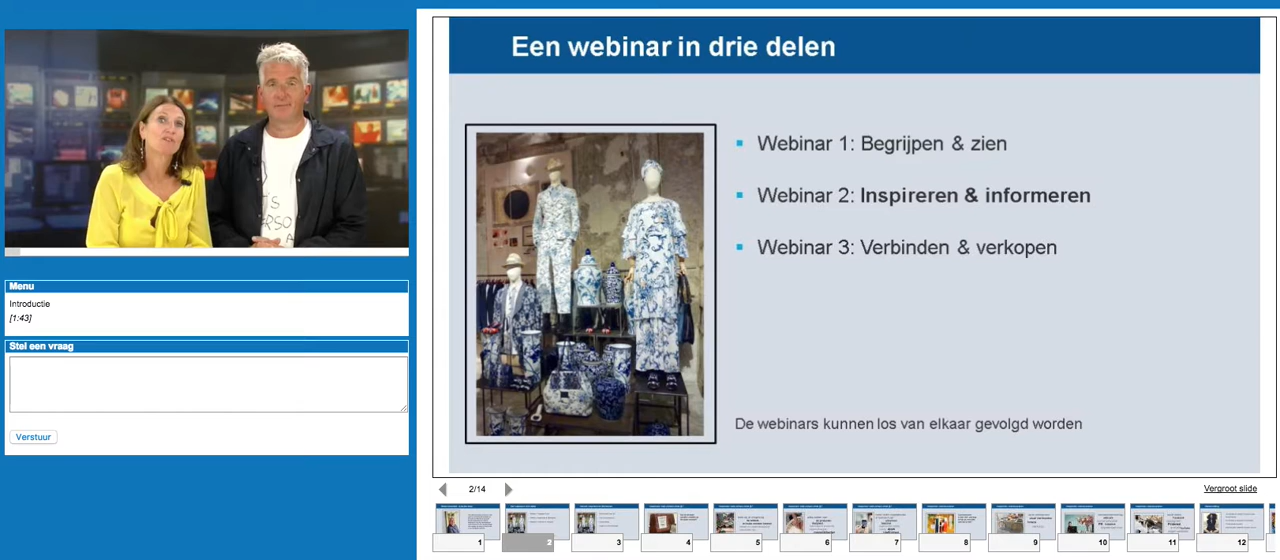 Een webinar in drie delen
Webinar 1: Begrijpen & zien
Webinar 2: Inspireren & informeren
Webinar 3: Verbinden & verkopen
De webinars kunnen los van elkaar gevolgd worden
Menu
Introductie
[1:43]
Stel een vraag
Verstuur
2/14
Vergroot slide
1
2
3
4
5
6
7
8
9
10
11
12